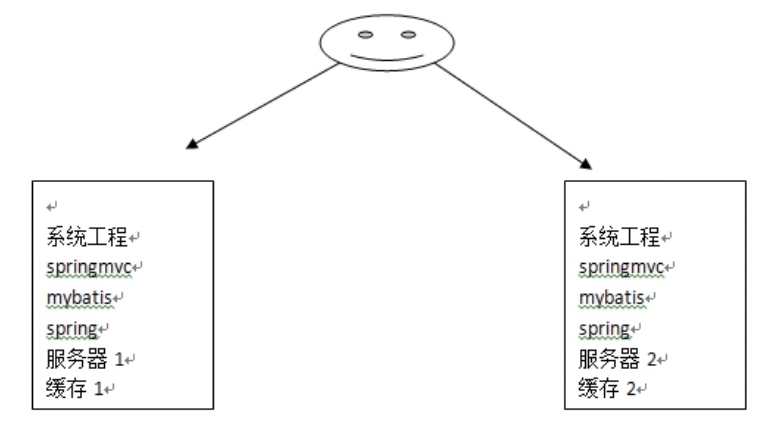 系统工程
springmvc
mybatis
spring
服务器 1
缓存 1
系统工程
springmvc
mybatis
spring
服务器 2
缓存 2